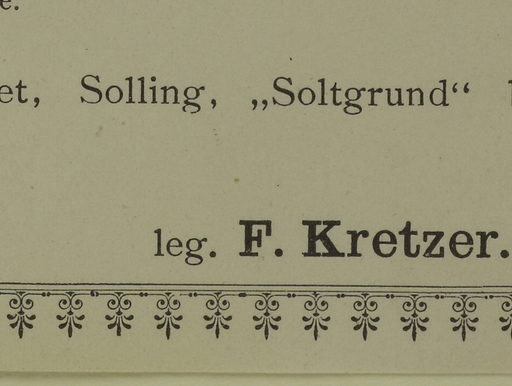 et, Solling, „Soltgrund“
leg. F. Kretzer.